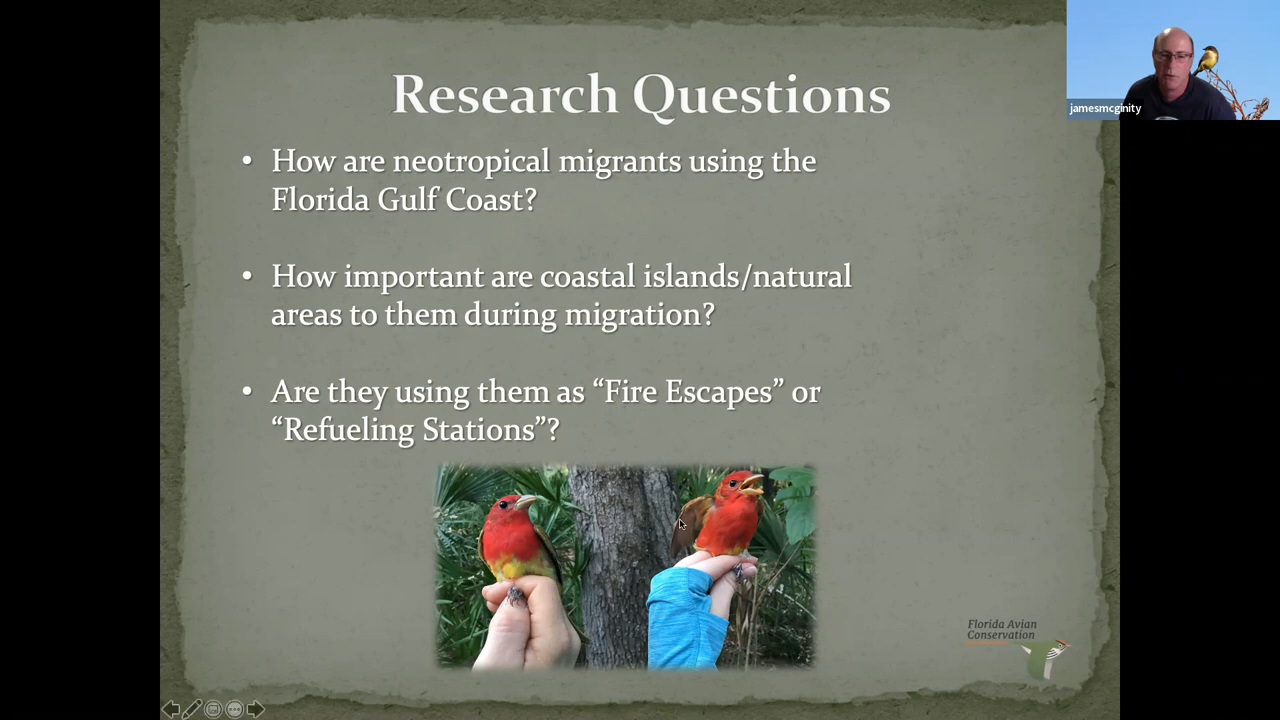 Research Questions
jamesmcginity
• How are neotropical migrants using the
Florida Gulf Coast?
• How important are coastal islands/natural
areas to them during migration?
• Are they using them as “Fire Escapes” or
“Refueling Stations”?
Florida Avian
Conservation